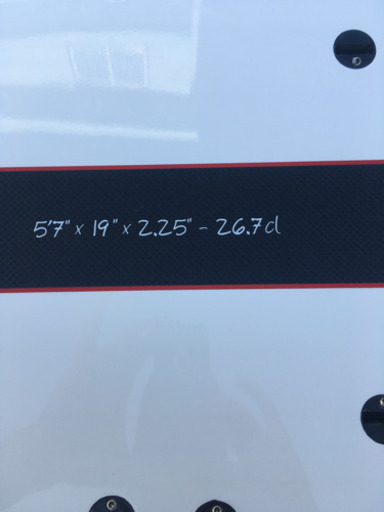 5'7" x 19" x 2.25" - 26.7cl